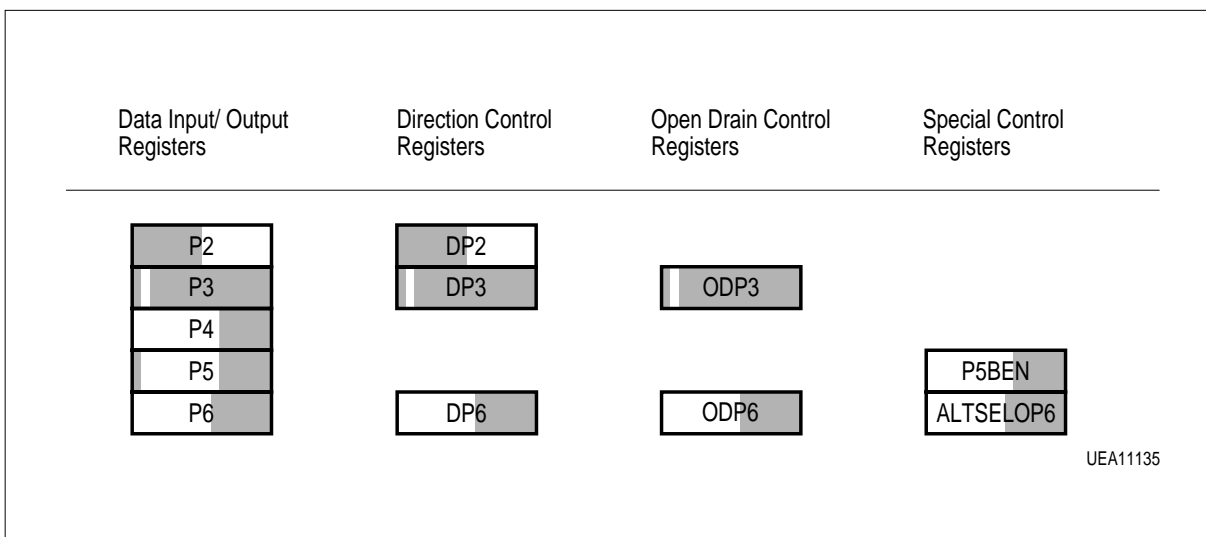 Data Input/ Output
Registers
Direction Control
Registers
Open Drain Control
Registers
Special Control
Registers
P2
DP2
P3
DP3
ODP3
P4
P5
P5BEN
P6
DP6
ODP6
ALTSELOP6
UEA11135